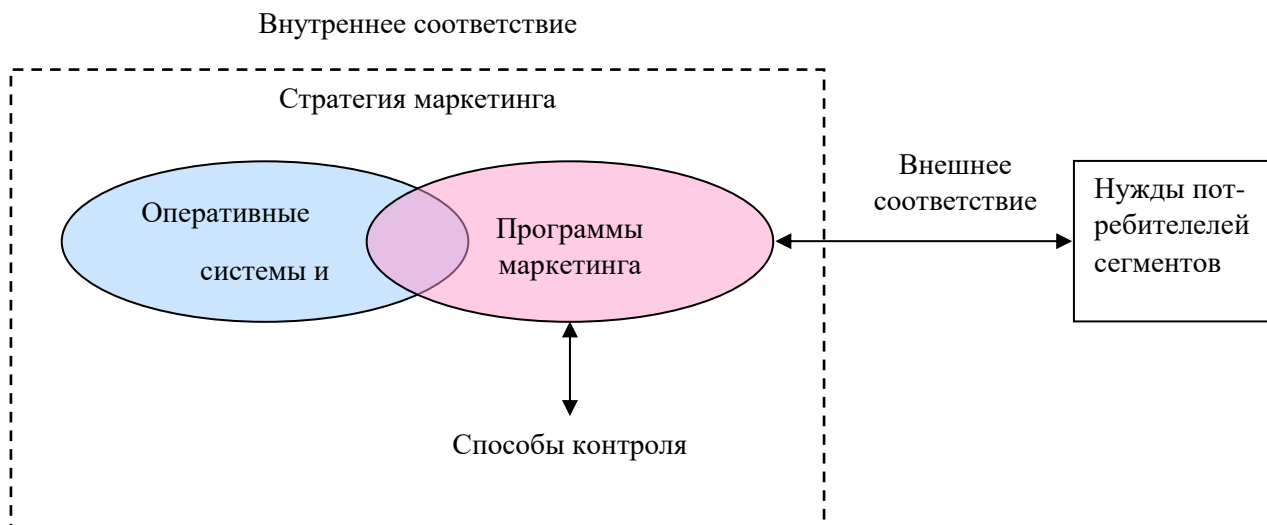 Внутреннее соответствие
Стратегия маркетинга
Оперативные
системы и
Программы
маркетинга
Внешнее
соответствие
Нужды пот-
ребителелей
сегментов
Способы контроля